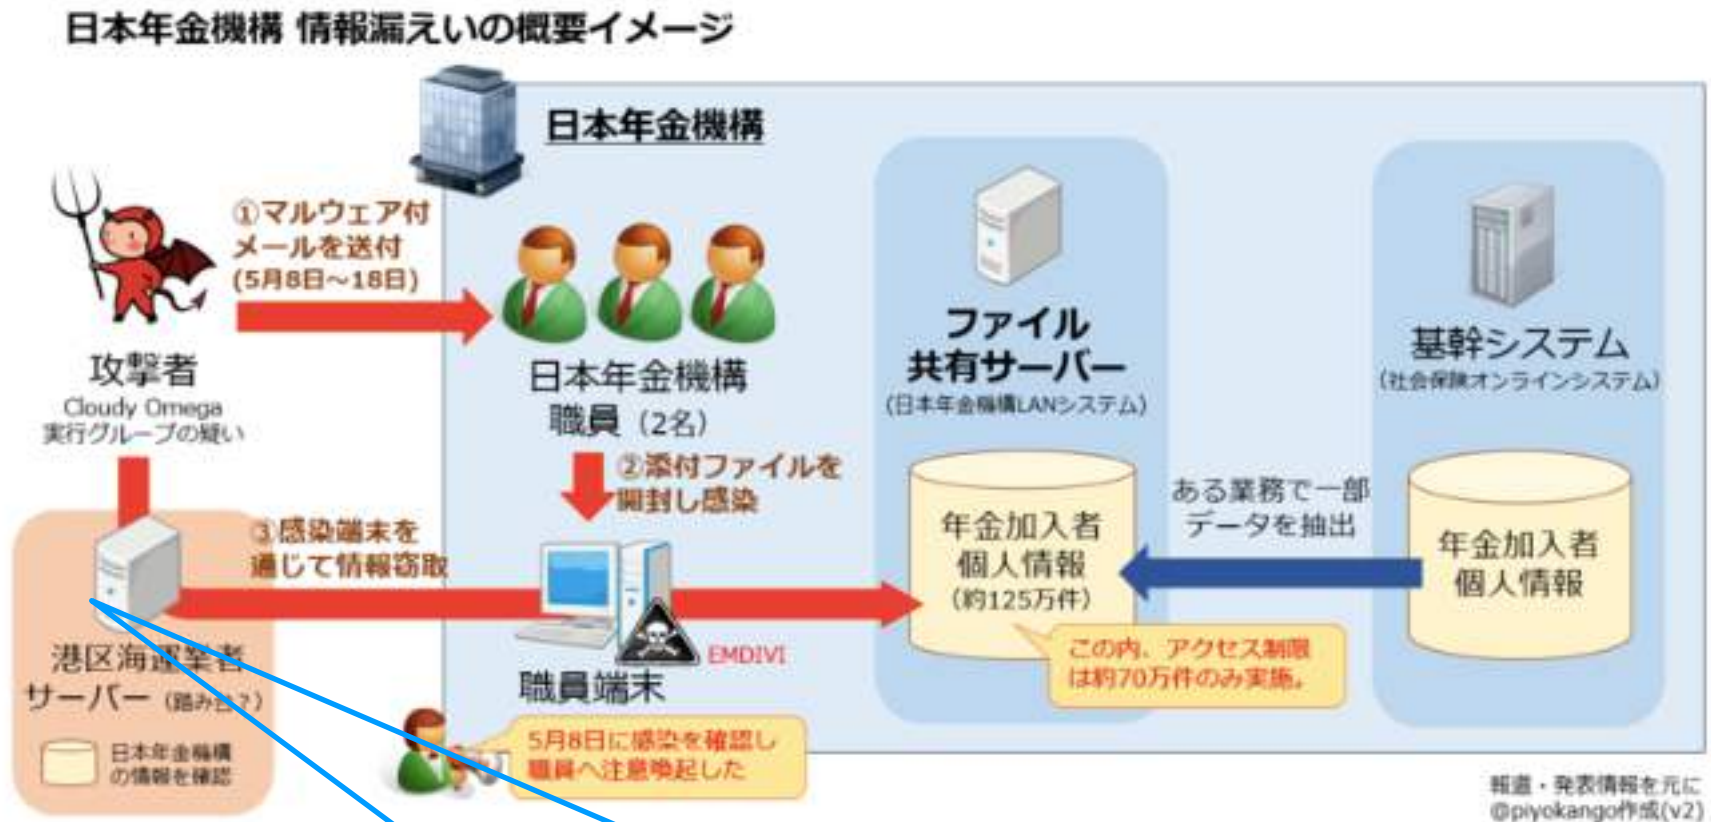 日本年金機構 情報漏えいの概要イメージ
日本年金機構
①マルウェア付
メールを送付
(5月8日～18日)
攻撃者
Cloudy Omega
実行グループの疑い
日本年金機構
職員（2名）
②添付ファイルを
開封し感染
③感染端末を
通じて情報窃取
港区海運業者
サーバー（踏み台？）
日本年金機構
の情報を確認
EMDIVI
職員端末
5月8日に感染を確認し
職員へ注意喚起した
ファイル
共有サーバー
(日本年金機構LANシステム)
年金加入者
個人情報
(約125万件)
この内、アクセス制限
は約70万件のみ実施。
ある業務で一部
データを抽出
基幹システム
(社会保険オンラインシステム)
年金加入者
個人情報
報道・発表情報を元に
@piyokango作成(v2)